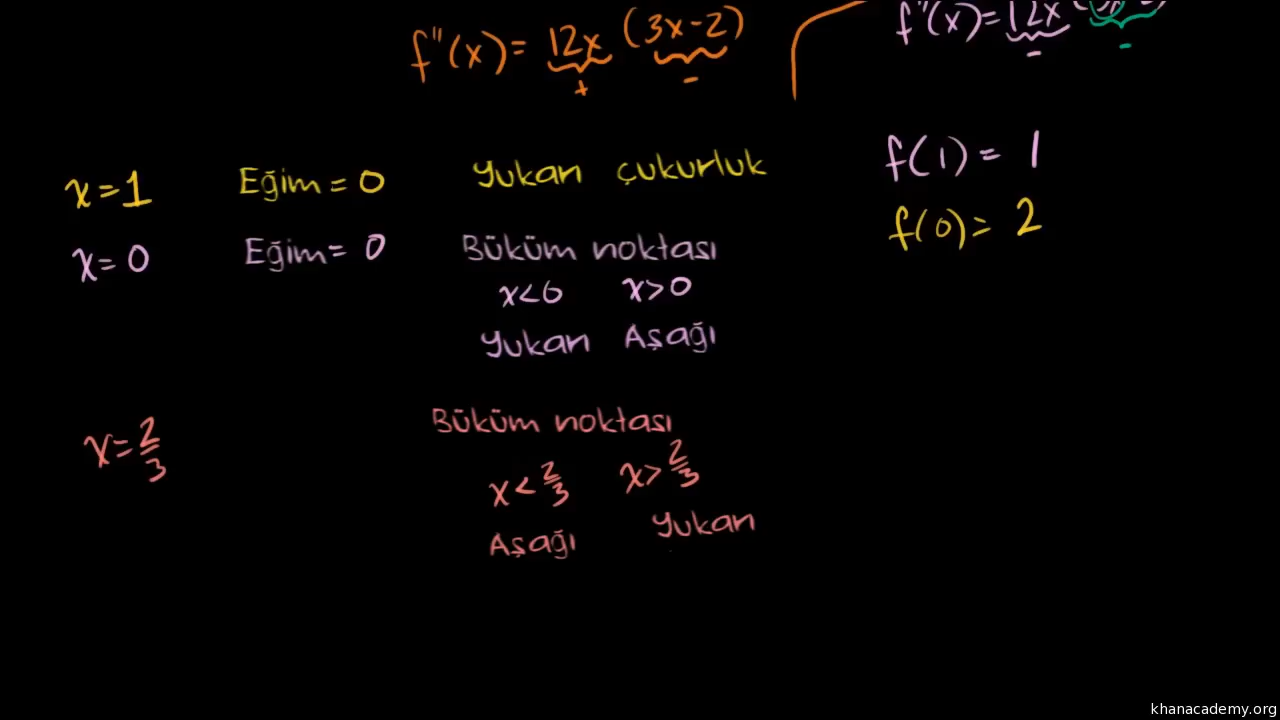 f''(x)= 12x (3x-2)
+ -
f''(x)= 12x
- -
x=1 Eğim = 0 Yukarı çukurluk f(1) = 1
x=0 Eğim= 0 Büküm noktası f(0)= 2
x<0 x>0
Yukarı Aşağı
x=2/3 Büküm noktası
x<2/3 x>2/3
Aşağı Yukarı
khanacademy.org